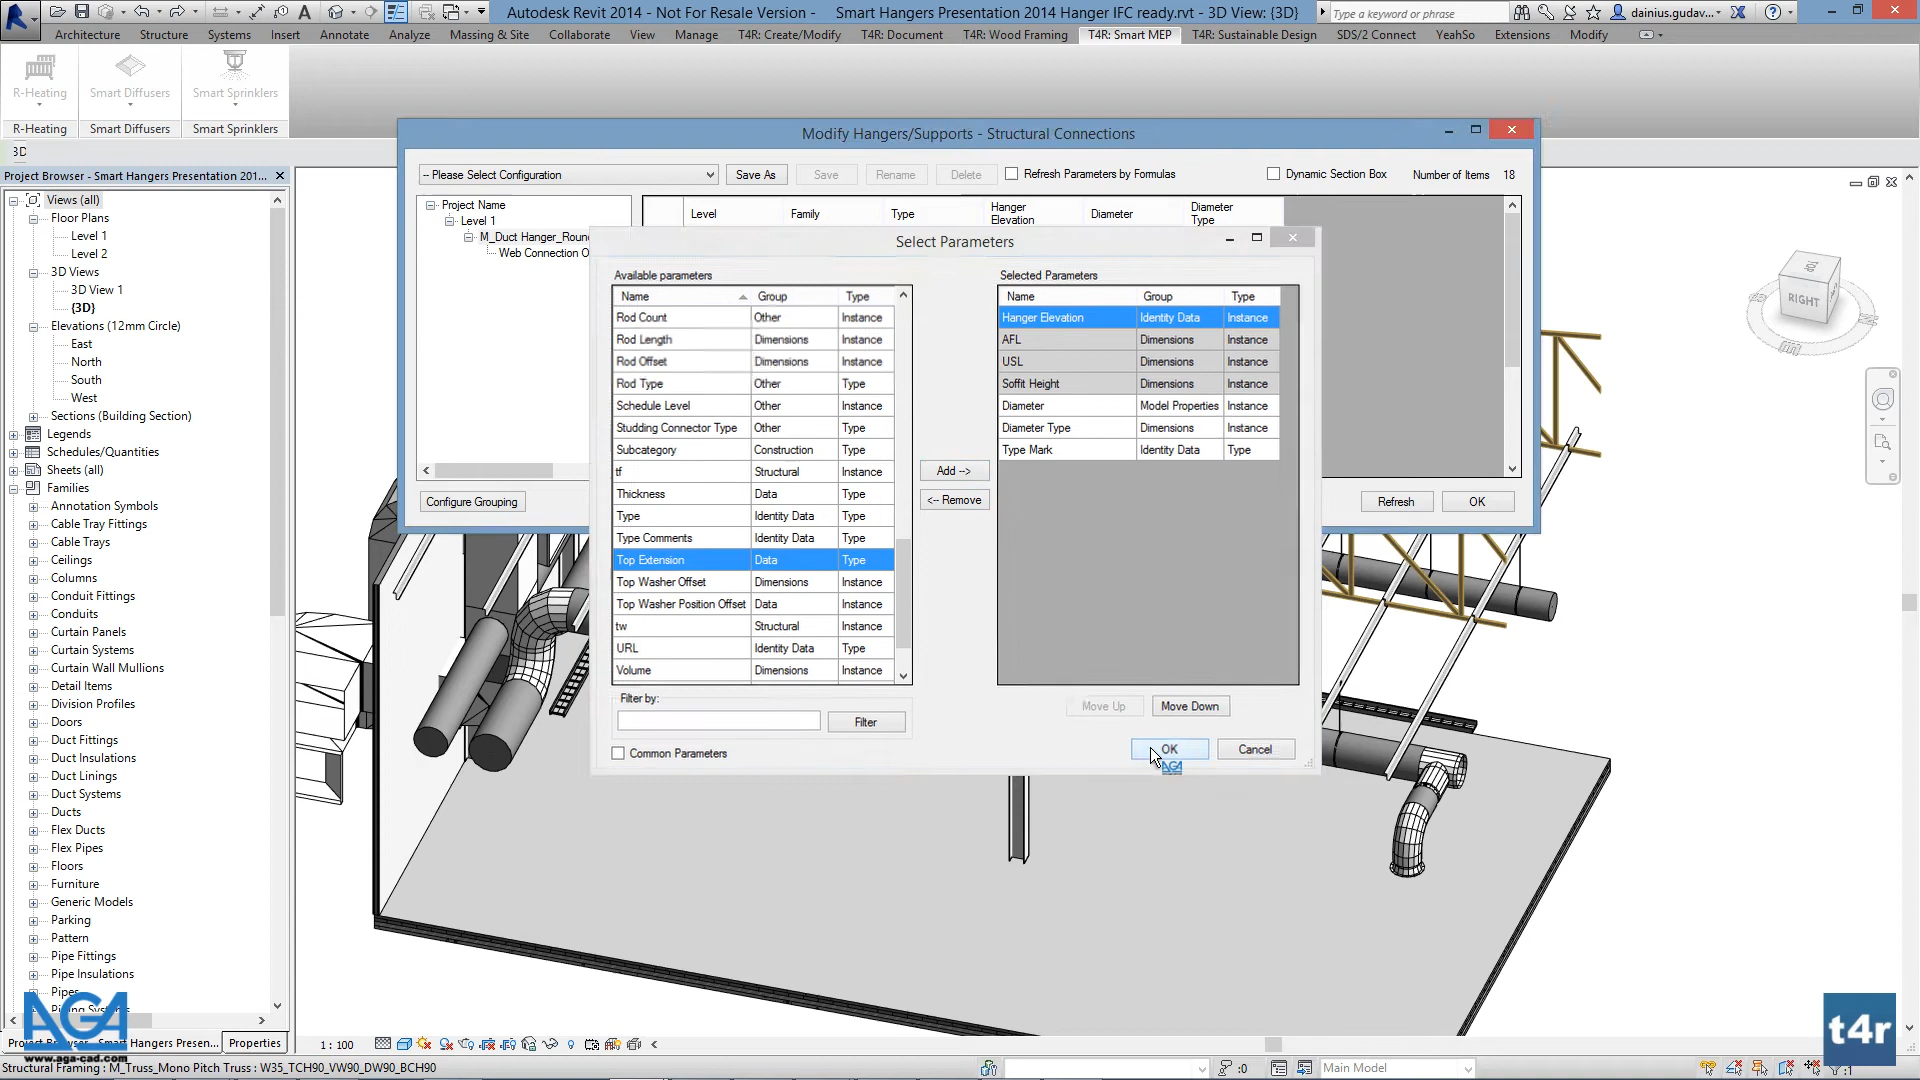 Autodesk Revit 2014 - Not For Resale Version - Smart Hangers Presentation 2014 Hanger IFC ready.rvt - 3D View: {3D}
Type a keyword or phrase
dainius.gudav...
Architecture Structure Systems Insert Annotate Analyze Massing & Site Collaborate View Manage T4R: Create/Modify T4R: Document T4R: Wood Framing T4R: Smart MEP T4R: Sustainable Design SDS/2 Connect YeahSo Extensions Modify
R-Heating Smart Diffusers Smart Sprinklers
R-Heating Smart Diffusers Smart Sprinklers
3D
Project Browser - Smart Hangers Presentation 201...
Views (all)
Floor Plans
Level 1
Level 2
3D Views
3D View 1
{3D}
Elevations (12mm Circle)
East
North
South
West
Sections (Building Section)
Legends
Schedules/Quantities
Sheets (all)
Families
Annotation Symbols
Cable Tray Fittings
Cable Trays
Ceilings
Columns
Conduit Fittings
Conduits
Curtain Panels
Curtain Systems
Curtain Wall Mullions
Detail Items
Division Profiles
Doors
Duct Fittings
Duct Insulations
Duct Linings
Duct Systems
Ducts
Flex Ducts
Flex Pipes
Floors
Furniture
Generic Models
Parking
Pattern
Pipe Fittings
Pipe Insulations
Pipes
Modify Hangers/Supports - Structural Connections
-- Please Select Configuration
Save As Save Rename Delete Refresh Parameters by Formulas Dynamic Section Box Number of Items 18
Project Name
Level 1
M_Duct Hanger_Roun
Web Connection O
Level Family Type Hanger Elevation Diameter Diameter Type
Configure Grouping Refresh OK
Select Parameters
Available parameters
Name Group Type
Rod Count Other Instance
Rod Length Dimensions Instance
Rod Offset Dimensions Instance
Rod Type Other Type
Schedule Level Other Instance
Studding Connector Type Other Type
Subcategory Construction Type
tf Structural Instance
Thickness Data Type
Type Identity Data Type
Type Comments Identity Data Type
Top Extension Data Type
Top Washer Offset Dimensions Instance
Top Washer Position Offset Data Instance
tw Structural Instance
URL Identity Data Type
Volume Dimensions Instance
Filter by:
Filter
Common Parameters
Add -->
<-- Remove
Selected Parameters
Name Group Type
Hanger Elevation Identity Data Instance
AFL Dimensions Instance
USL Dimensions Instance
Soffit Height Dimensions Instance
Diameter Model Properties Instance
Diameter Type Dimensions Instance
Type Mark Identity Data Type
Move Up Move Down
OK Cancel
AGA
TOP
RIGHT
AGA
www.aga-cad.com
Smart Hangers Presen... Properties
1 : 100
Structural Framing : M_Truss_Mono Pitch Truss : W35_TCH90_VW90_DW90_BCH90
:0
Main Model
:1
t4r